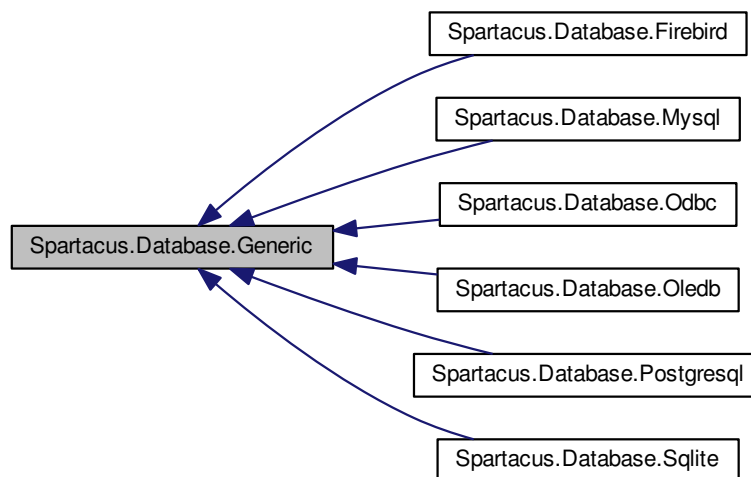 Spartacus.Database.Firebird
Spartacus.Database.Mysql
Spartacus.Database.Odbc
Spartacus.Database.Generic
Spartacus.Database.Oledb
Spartacus.Database.Postgresql
Spartacus.Database.Sqlite